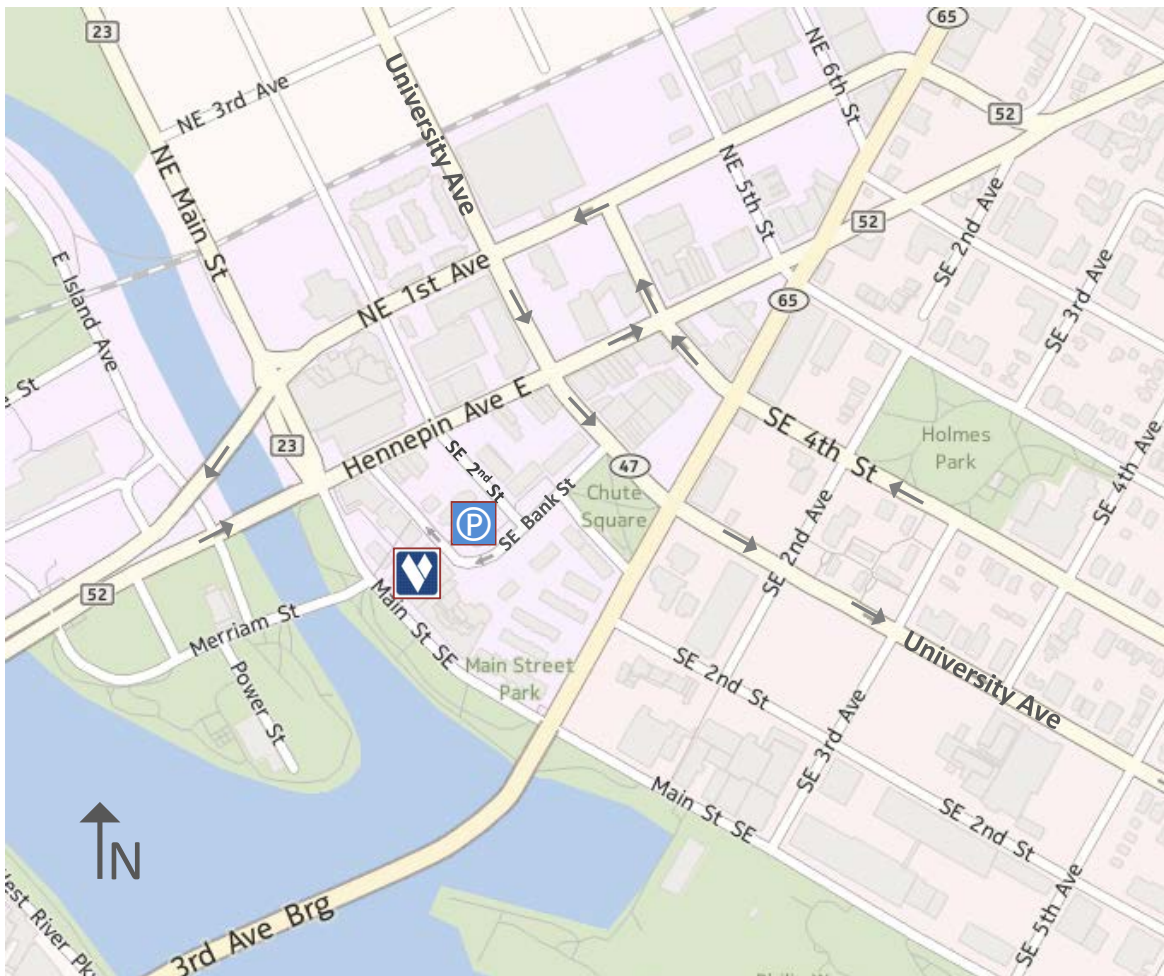 23
65
NE 3rd Ave
University Ave
NE 6th St
52
NE Main St
NE 5th St
SE 2nd Ave
52
E Island Ave
NE 1st Ave
65
SE 3rd Ave
St
Hennepin Ave E
23
SE 2nd St
47
SE 4th St
Holmes
Park
SE 4th Ave
Chute
Square
P
SE Bank St
SE 2nd Ave
52
Merriam St
Main St SE
Main Street
Park
Power St
SE 2nd St
University Ave
SE 3rd Ave
Main St SE
SE 2nd St
N
3rd Ave Brg
SE 5th Ave
West River Pkwy